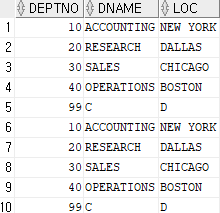 DEPTNO DNAME LOC
1 10 ACCOUNTING NEW YORK
2 20 RESEARCH DALLAS
3 30 SALES CHICAGO
4 40 OPERATIONS BOSTON
5 99 C D
6 10 ACCOUNTING NEW YORK
7 20 RESEARCH DALLAS
8 30 SALES CHICAGO
9 40 OPERATIONS BOSTON
10 99 C D